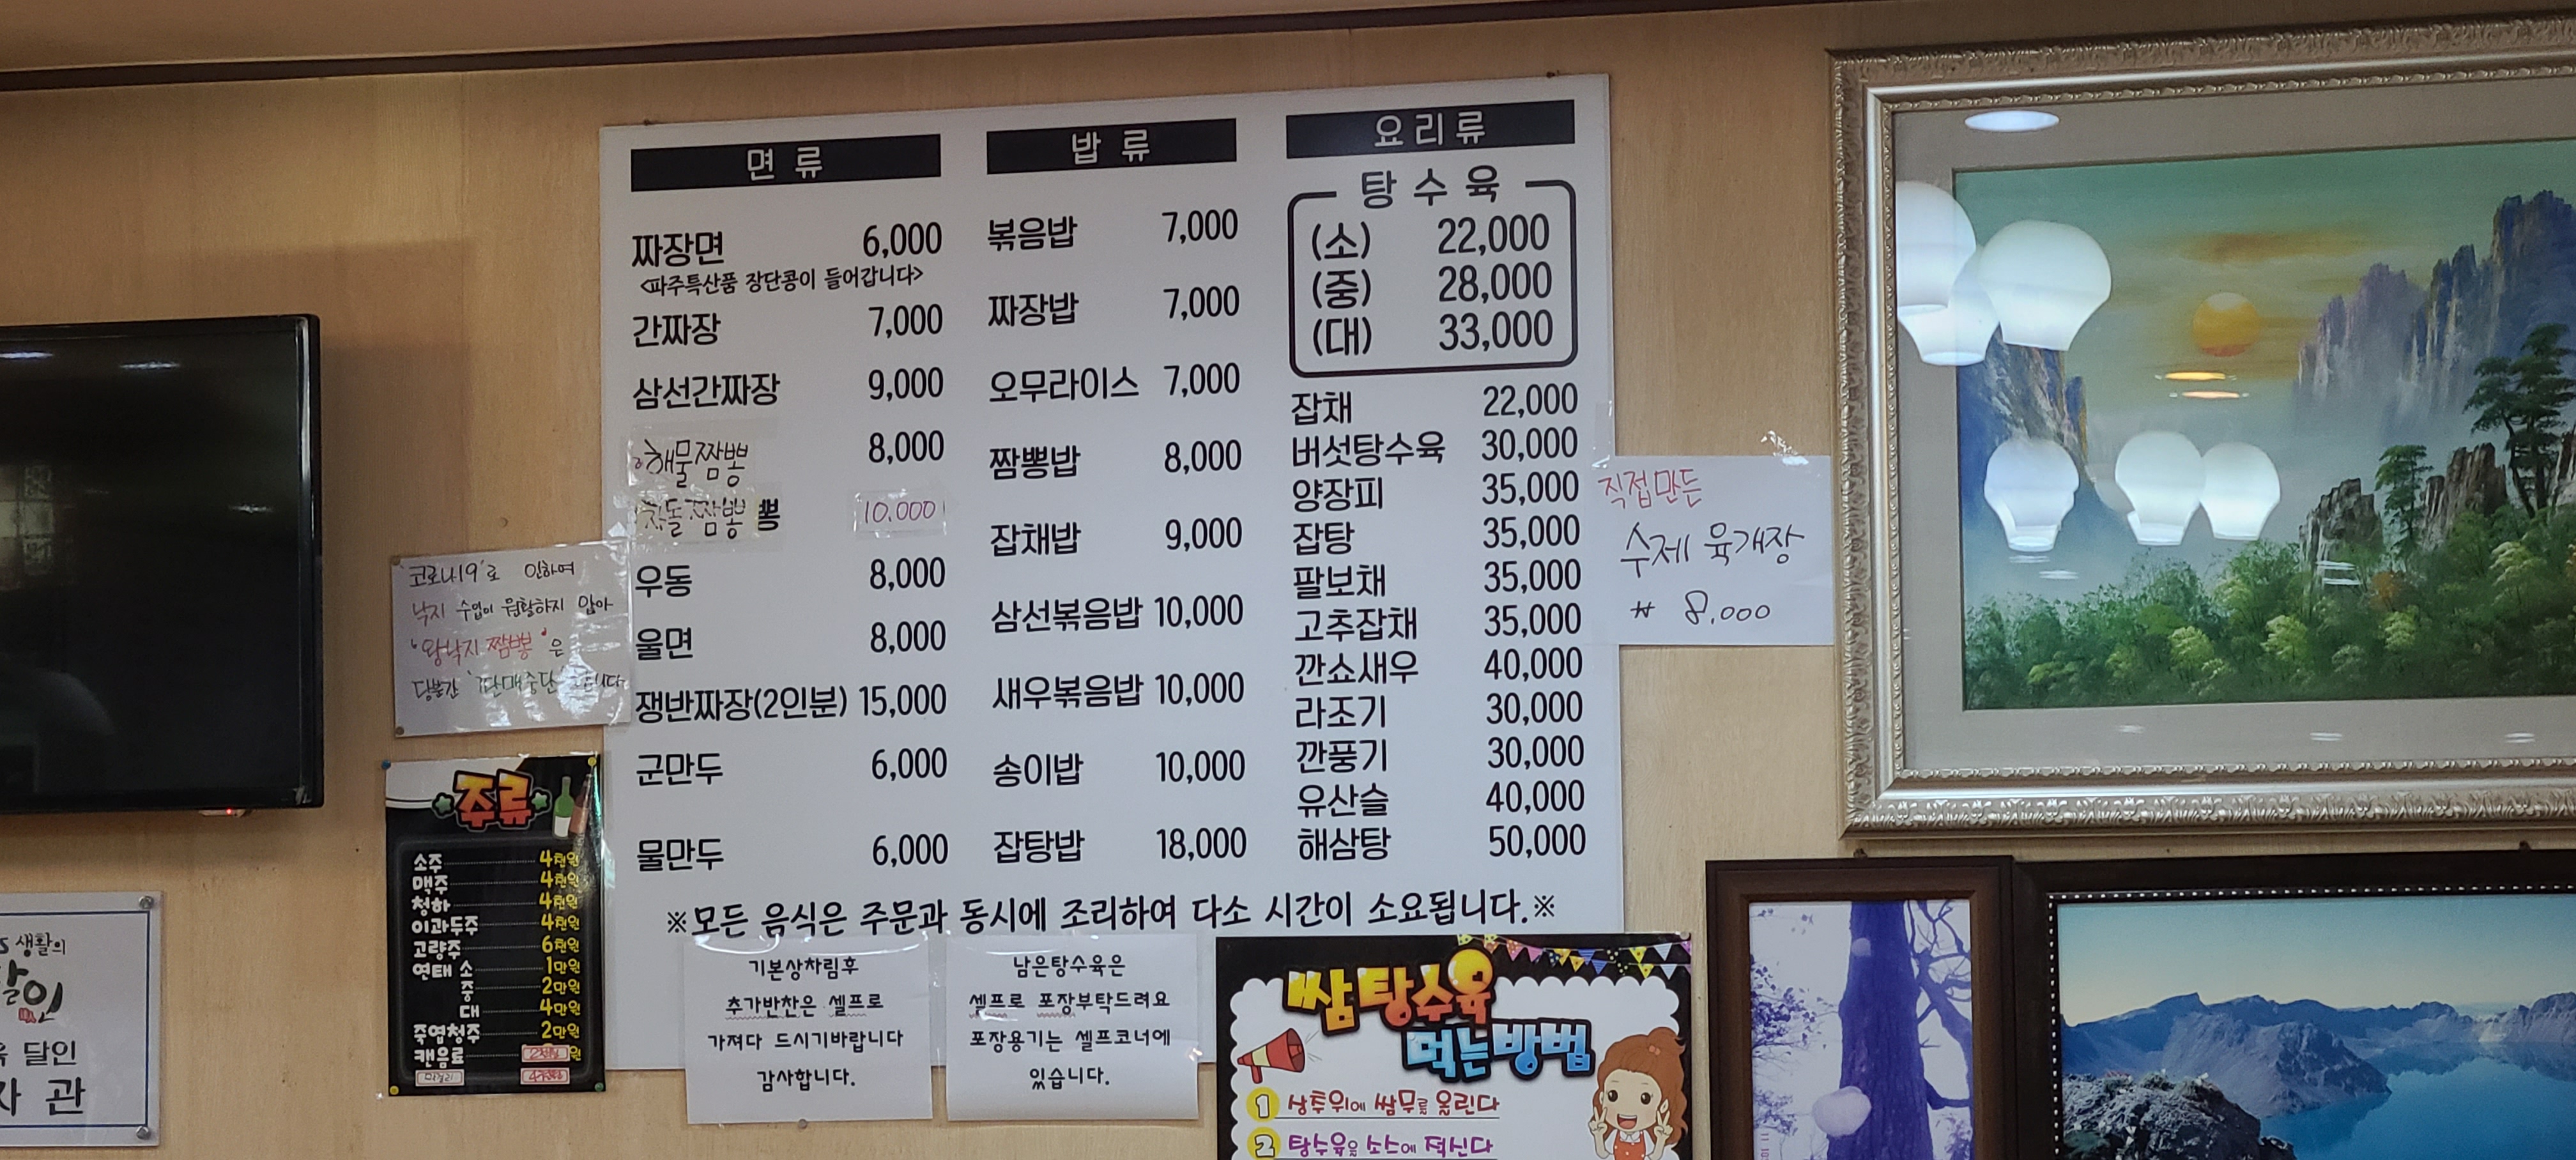 면 류
짜장면 6,000
<파주특산품 장단콩이 들어갑니다>
간짜장 7,000
삼선간짜장 9,000
해물짬뽕 8,000
차돌짬뽕 뽕 10.000
우동 8,000
울면 8,000
쟁반짜장(2인분) 15,000
군만두 6,000
물만두 6,000
밥 류
볶음밥 7,000
짜장밥 7,000
오무라이스 7,000
짬뽕밥 8,000
잡채밥 9,000
삼선볶음밥 10,000
새우볶음밥 10,000
송이밥 10,000
잡탕밥 18,000
요리류
탕수육
(소) 22,000
(중) 28,000
(대) 33,000
잡채 22,000
버섯탕수육 30,000
양장피 35,000
잡탕 35,000
팔보채 35,000
고추잡채 35,000
깐쇼새우 40,000
라조기 30,000
깐풍기 30,000
유산슬 40,000
해삼탕 50,000
※모든 음식은 주문과 동시에 조리하여 다소 시간이 소요됩니다.※
직접만든
수제 육개장
₩ 8.000
코로나19로 인하여
낙지 수입이 원활하지 않아
"왕낙지 짬뽕"은
당분간 판매중단
주류
소주 4천원
맥주 4천원
청하 4천원
이과두주 4천원
고량주 6천원
연태 소 1만원
중 2만원
대 4만원
죽엽청주 2만원
캔음료 원
생활의
달인
달인
관
기본상차림후
추가반찬은 셀프로
가져다 드시기바랍니다
감사합니다.
남은탕수육은
셀프로 포장부탁드려요
포장용기는 셀프코너에
있습니다.
쌈탕수육
먹는방법
1 상추위에 쌈무를 올린다
2 탕수육을 소스에 적신다